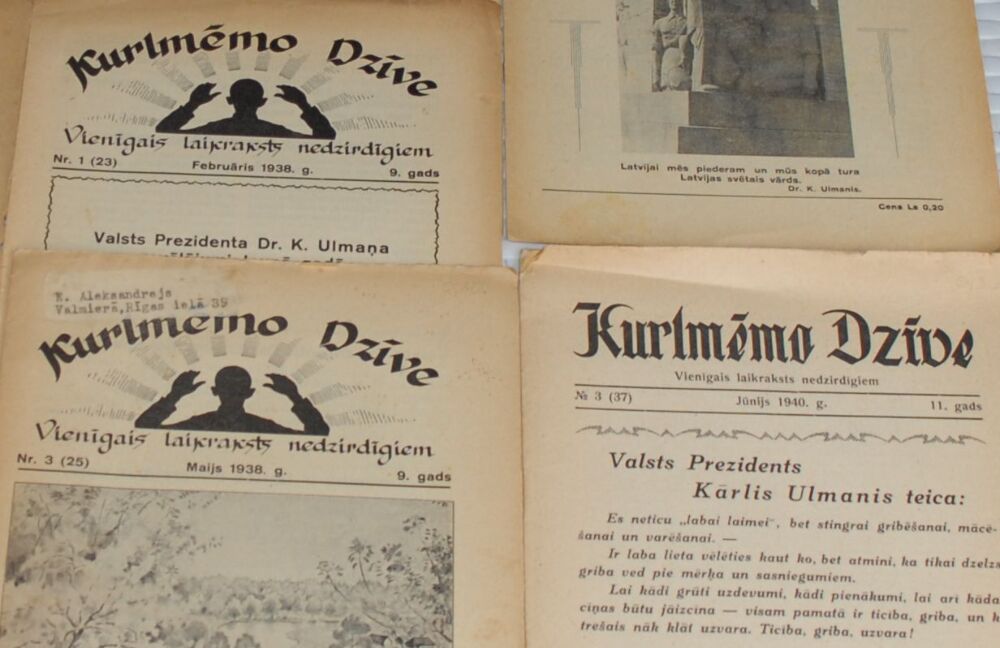 Kurlmēmo Dzīve
Vienīgais laikraksts nedzirdīgiem
Nr. 1 (23) Februāris 1938. g. 9. gads
Valsts Prezidenta Dr. K. Ulmaņa
Latvijai mēs piederam un mūs kopā tura
Latvijas svētais vārds.
Dr. K. Ulmanis.
Cena Ls 0,20
K. Aleksandrejs
Valmierā, Rīgas ielā 39
Kurlmēmo Dzīve
Vienīgais laikraksts nedzirdīgiem
Nr. 3 (25) Maijs 1938. g. 9. gads
Kurlmēmo Dzīve
Vienīgais laikraksts nedzirdīgiem
№ 3 (37) Jūnijs 1940. g. 11. gads
Valsts Prezidents
Kārlis Ulmanis teica:
Es neticu „labai laimei", bet stingrai gribēšanai, mācē-
šanai un varēšanai. —
Ir laba lieta vēlēties kaut ko, bet atmini, ka tikai dzelzs
griba ved pie mērķa un sasniegumiem.
Lai kādi grūti uzdevumi, kādi pienākumi, lai arī kāda
cīņas būtu jāizcīna — visam pamatā ir ticība, griba, un k
trešais nāk klāt uzvara. Ticība, griba, uzvara!